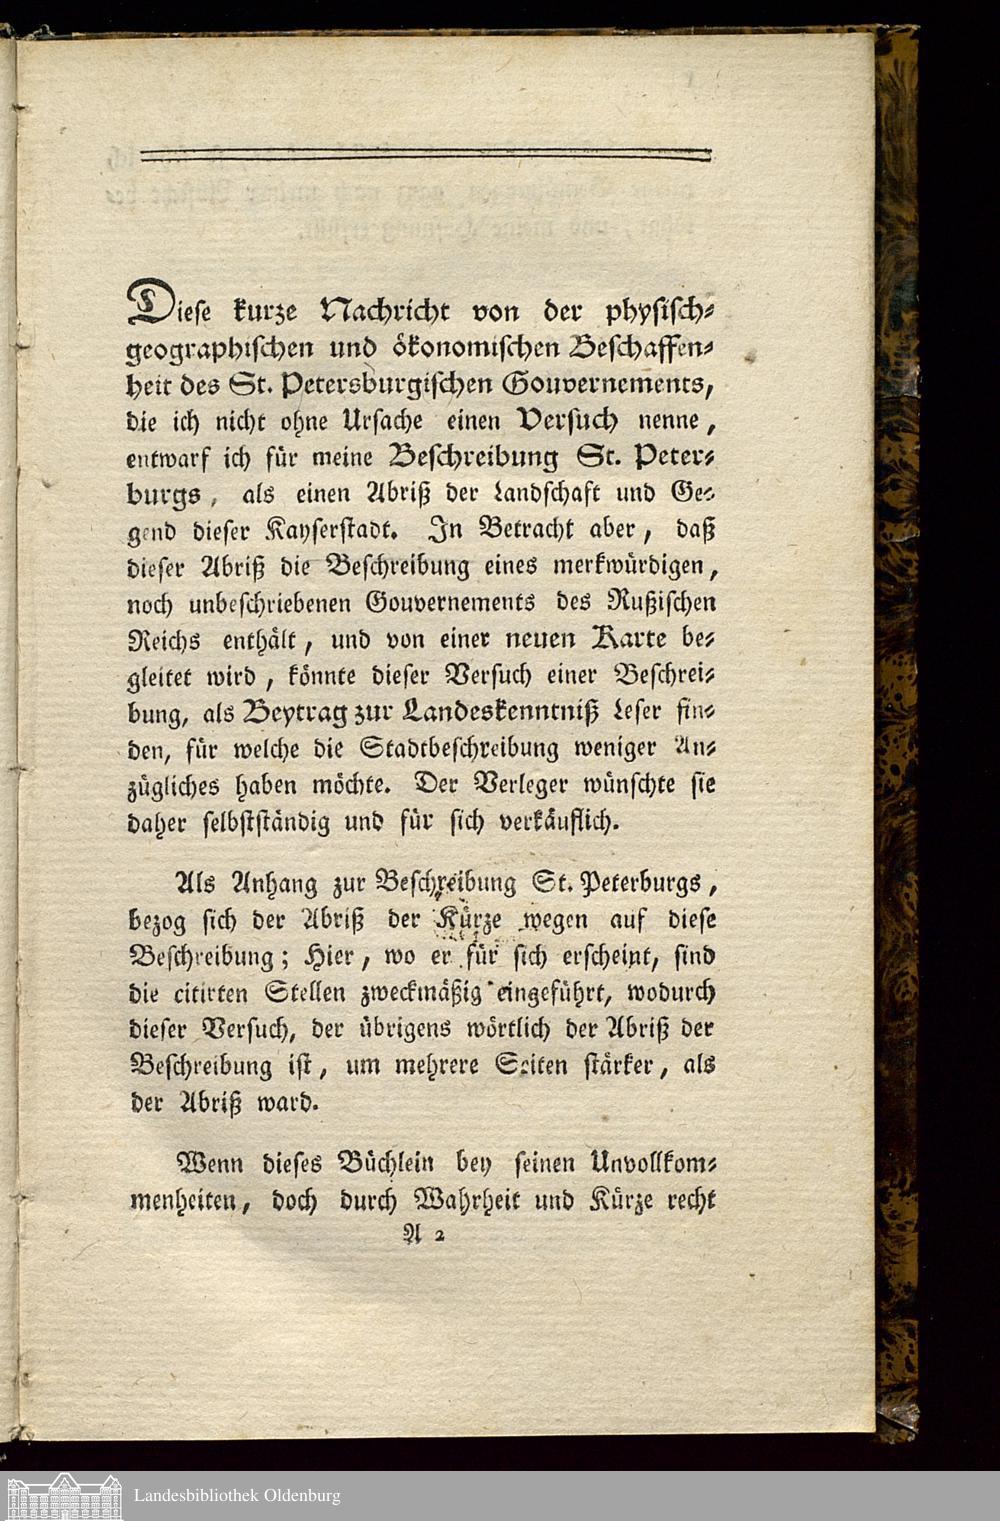 Diese kurze Nachricht von der physisch⸗
geographischen und ökonomischen Beschaffen⸗
heit des St. Petersburgischen Gouvernements,
die ich nicht ohne Ursache einen Versuch nenne,
entwarf ich für meine Beschreibung St. Peter⸗
burgs, als einen Abriß der Landschaft und Ge⸗
gend dieser Kayserstadt. In Betracht aber, daß
dieser Abriß die Beschreibung eines merkwürdigen,
noch unbeschriebenen Gouvernements des Rußischen
Reichs enthält, und von einer neuen Karte be⸗
gleitet wird, könnte dieser Versuch einer Beschrei⸗
bung, als Beytrag zur Landeskenntniß Leser fin⸗
den, für welche die Stadtbeschreibung weniger An⸗
zügliches haben möchte. Der Verleger wünschte sie
daher selbstständig und für sich verkäuflich.
Als Anhang zur Beschreibung St. Peterburgs,
bezog sich der Abriß der Kürze wegen auf diese
Beschreibung; Hier, wo er für sich erscheint, sind
die citirten Stellen zweckmäßig eingeführt, wodurch
dieser Versuch, der übrigens wörtlich der Abriß der
Beschreibung ist, um mehrere Seiten stärker, als
der Abriß ward.
Wenn dieses Büchlein bey seinen Unvollkom⸗
menheiten, doch durch Wahrheit und Kürze recht
A 2
Landesbibliothek Oldenburg